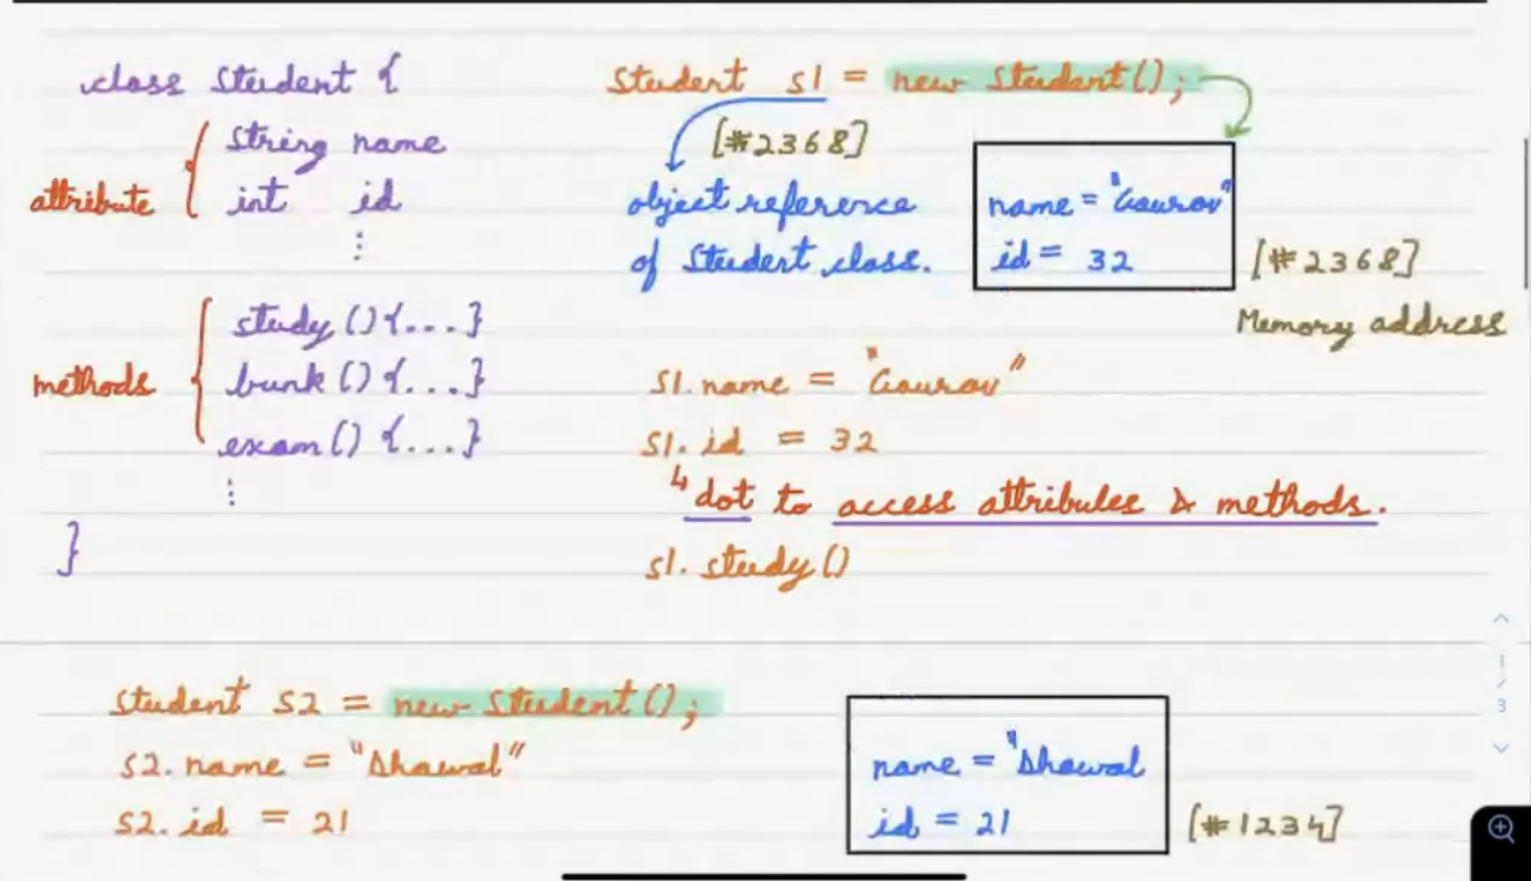 class Student {
attribute
String name
int id
⋮
methods
study () {...}
bunk () {...}
exam () {...}
⋮
}
Student s1 = new Student();
[#2368]
object reference
of Student class.
name = "Gaurav"
id = 32
[#2368]
Memory address
s1.name = "Gaurav"
s1.id = 32
↳ dot to access attributes & methods.
s1.study()
Student s2 = new Student();
s2.name = "Dhawal"
s2.id = 21
name = "Dhawal
id = 21
[#1234]
1
/
3